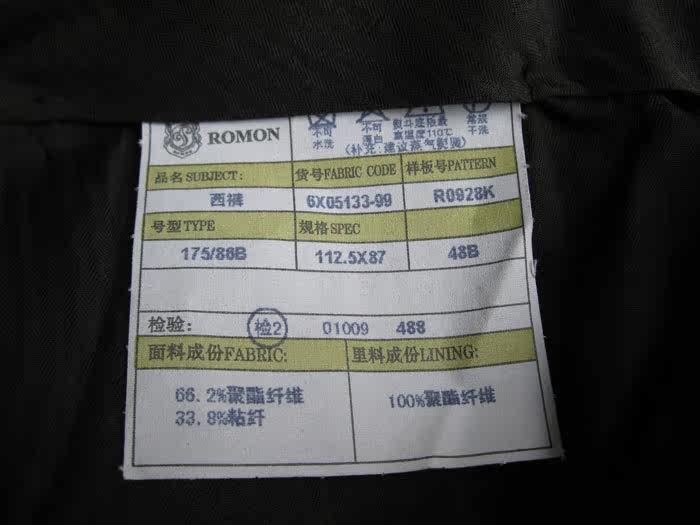 ROMON
不可 不可 熨斗底板最 常规
水洗 漂白 高温度110℃ 干洗
(补充:建议蒸气熨烫)
品名SUBJECT: 货号FABRIC CODE 样板号PATTERN
西裤 6X05133-99 R0928K
号型TYPE 规格SPEC
175/86B 112.5X87 48B
检验: 检2 01009 488
面料成份FABRIC: 里料成份LINING:
66.2%聚酯纤维 100%聚酯纤维
33.8%粘纤